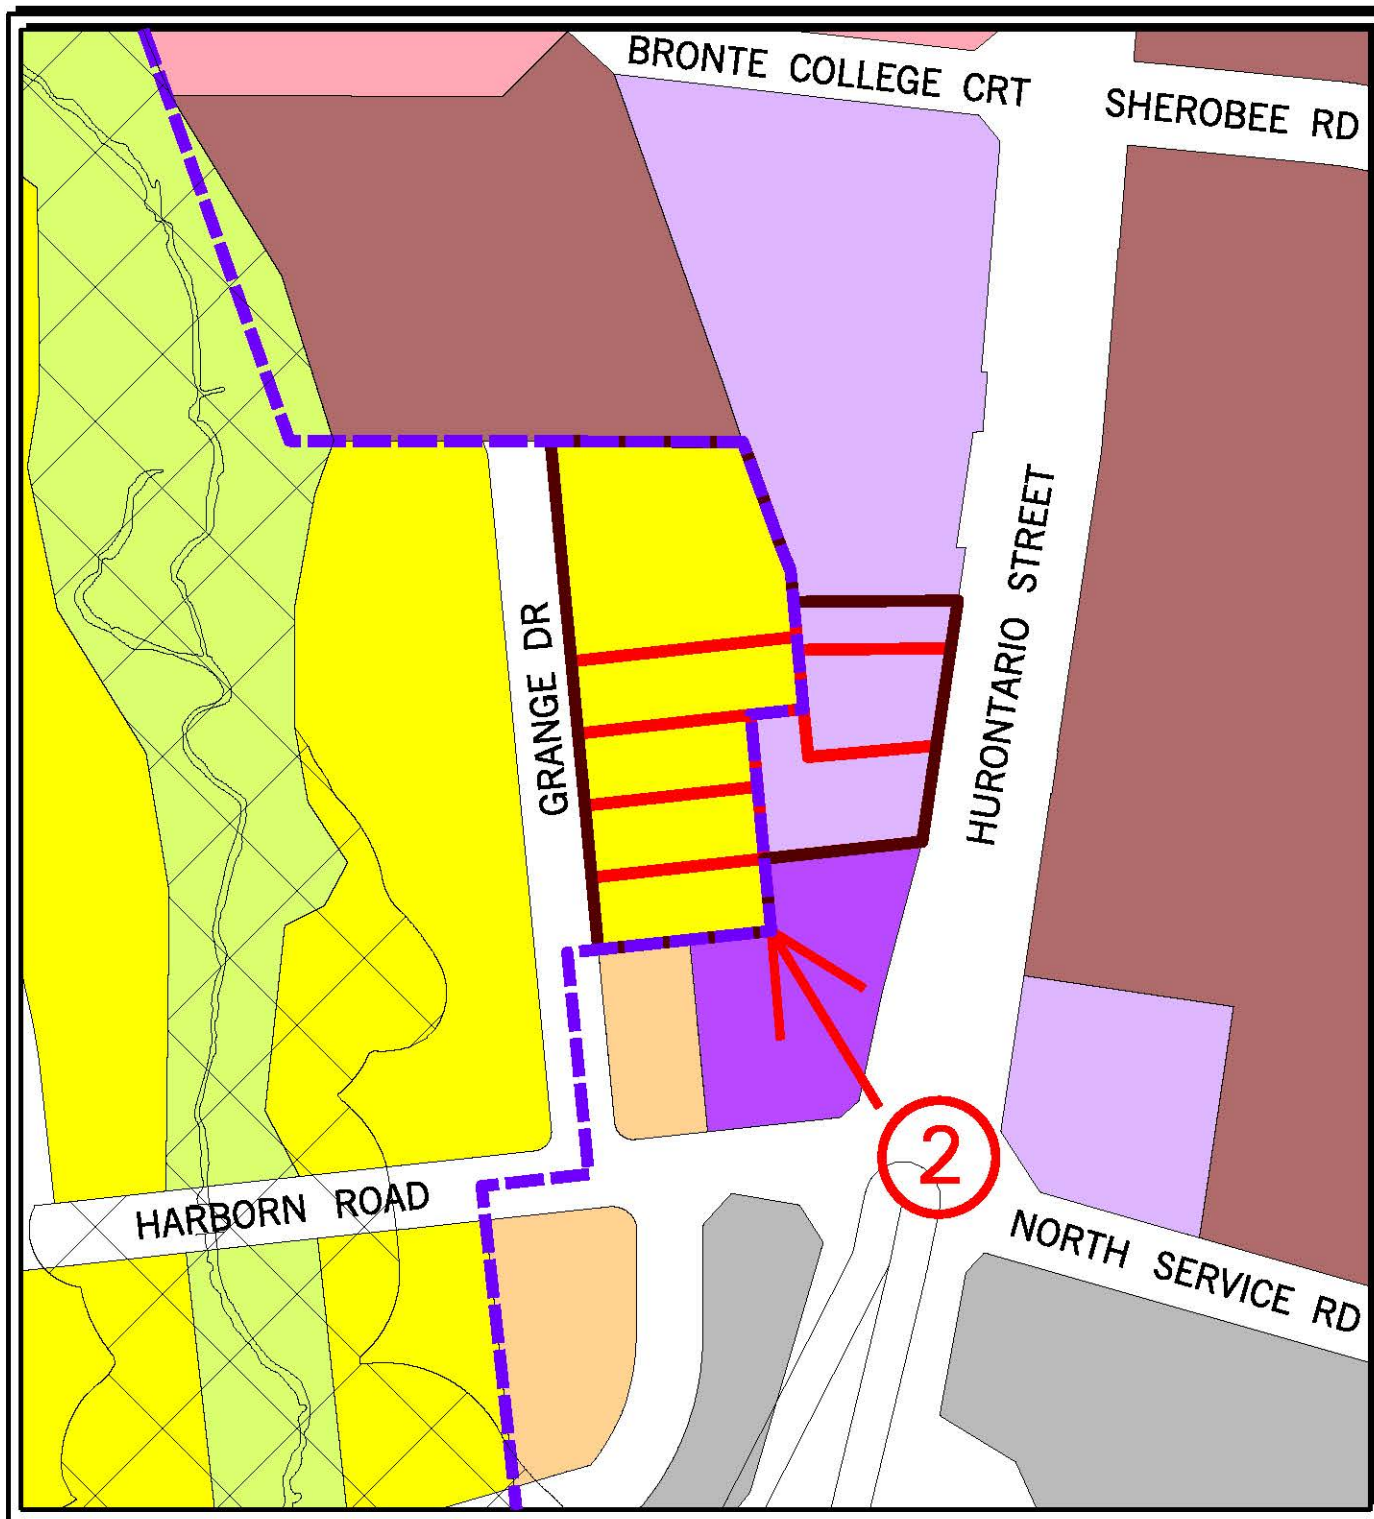 BRONTE COLLEGE CRT
SHEROBEE RD
HURONTARIO STREET
GRANGE DR
2
HARBORN ROAD
NORTH SERVICE RD